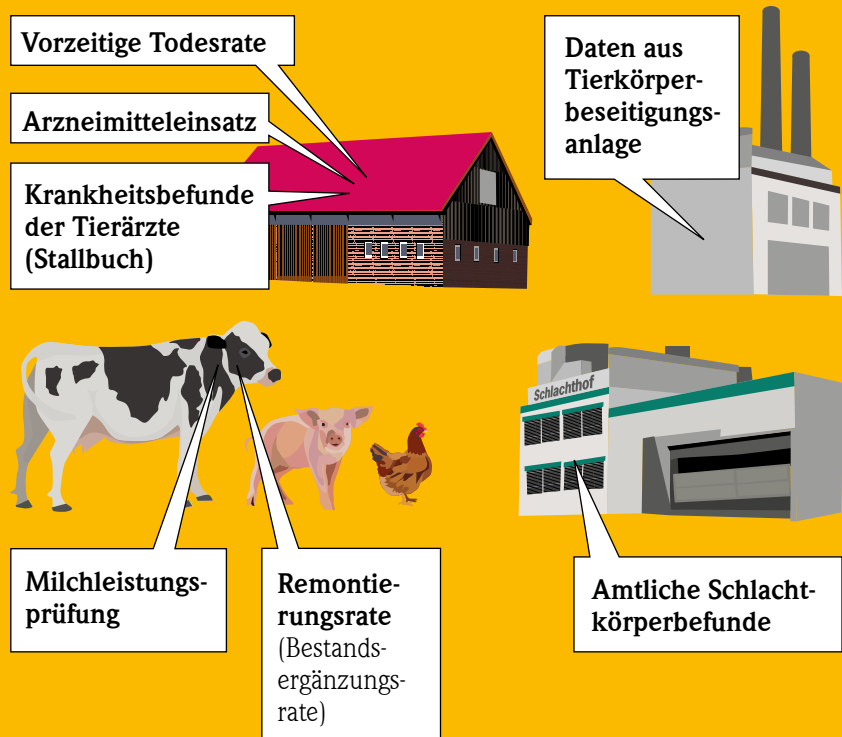 Vorzeitige Todesrate
Arzneimitteleinsatz
Krankheitsbefunde
der Tierärzte
(Stallbuch)
Daten aus
Tierkörper-
beseitigungs-
anlage
Schlachthof
Milchleistungs-
prüfung
Remontie-
rungsrate
(Bestands-
ergänzungs-
rate)
Amtliche Schlacht-
körperbefunde